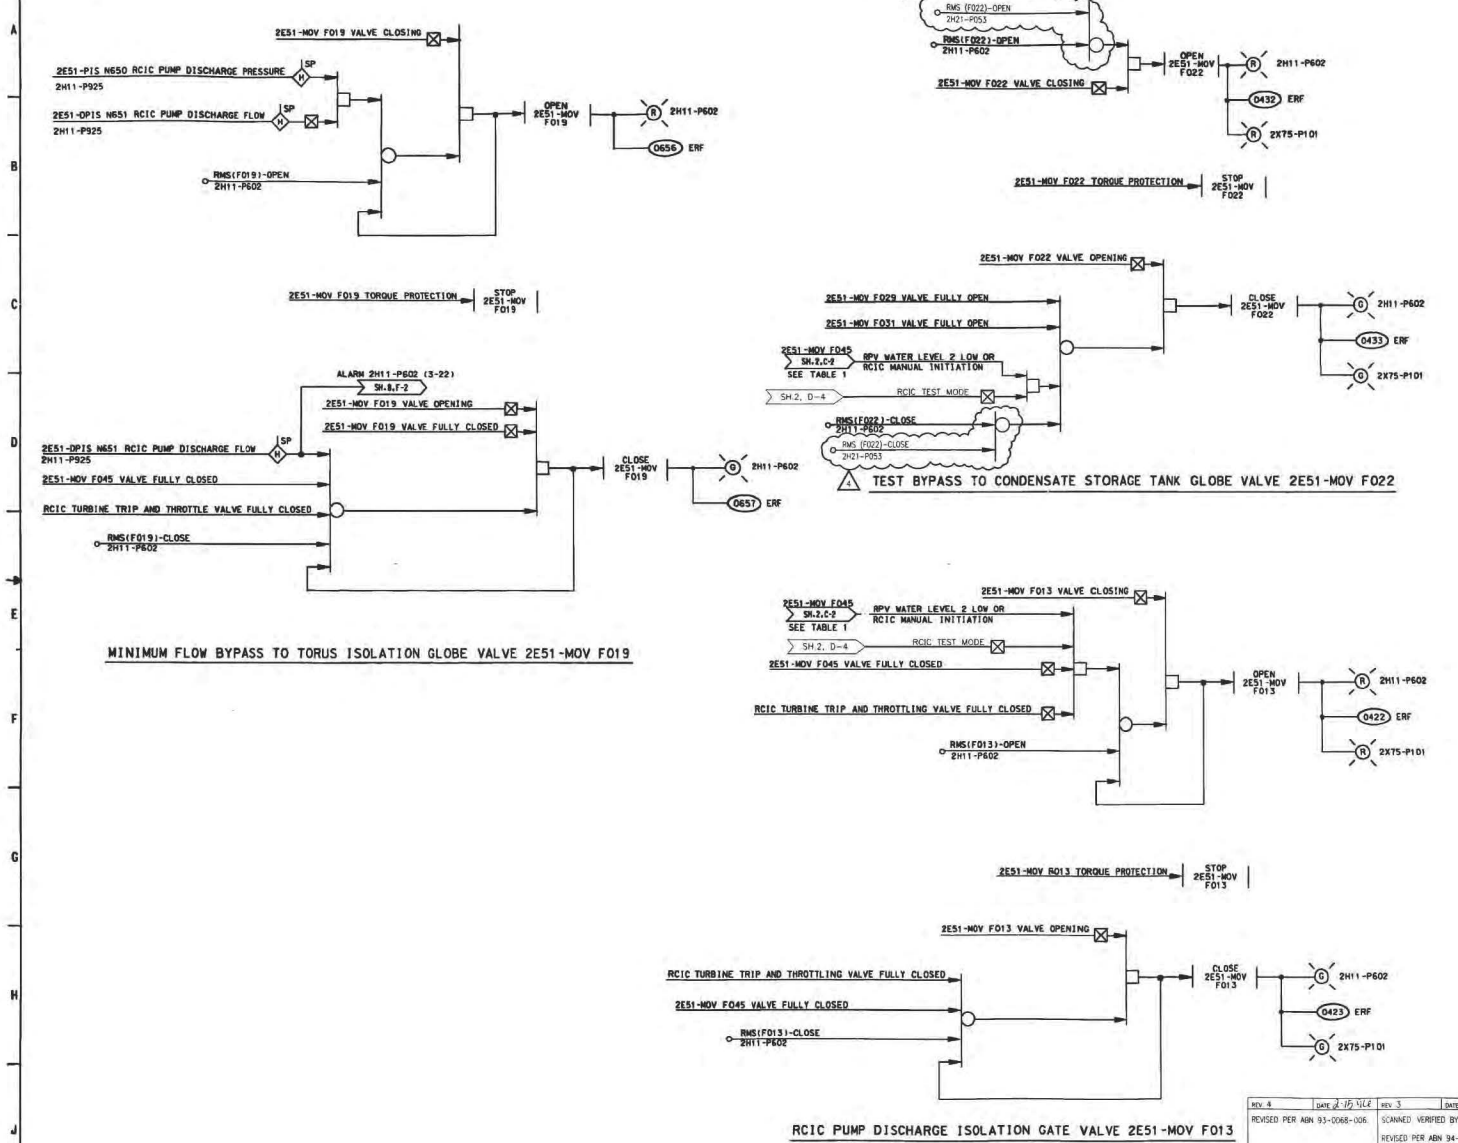 A
B
C
D
E
F
G
H
J
2E51-MOV F019 VALVE CLOSING
2E51-PIS N650 RCIC PUMP DISCHARGE PRESSURE
2H11-P925
SP
H
2E51-DPIS N651 RCIC PUMP DISCHARGE FLOW
2H11-P925
SP
H
RMS(F019)-OPEN
2H11-P602
OPEN
2E51-MOV
F019
R 2H11-P602
0656 ERF
2E51-MOV F019 TORQUE PROTECTION
STOP
2E51-MOV
F019
ALARM 2H11-P602 (3-22)
SH.8,F-2
2E51-MOV F019 VALVE OPENING
2E51-MOV F019 VALVE FULLY CLOSED
2E51-DPIS N651 RCIC PUMP DISCHARGE FLOW
2H11-P925
SP
H
2E51-MOV F045 VALVE FULLY CLOSED
RCIC TURBINE TRIP AND THROTTLE VALVE FULLY CLOSED
RMS(F019)-CLOSE
2H11-P602
CLOSE
2E51-MOV
F019
G 2H11-P602
0657 ERF
MINIMUM FLOW BYPASS TO TORUS ISOLATION GLOBE VALVE 2E51-MOV F019
RMS (F022)-OPEN
2H21-P053
RMS(F022)-OPEN
2H11-P602
2E51-MOV F022 VALVE CLOSING
OPEN
2E51-MOV
F022
R 2H11-P602
0432 ERF
R 2X75-P101
2E51-MOV F022 TORQUE PROTECTION
STOP
2E51-MOV
F022
2E51-MOV F022 VALVE OPENING
2E51-MOV F029 VALVE FULLY OPEN
2E51-MOV F031 VALVE FULLY OPEN
2E51-MOV F045
SH.2,C-2
SEE TABLE 1
RPV WATER LEVEL 2 LOW OR
RCIC MANUAL INITIATION
SH.2, D-4
RCIC TEST MODE
RMS(F022)-CLOSE
2H11-P602
RMS (F022)-CLOSE
2H21-P053
CLOSE
2E51-MOV
F022
G 2H11-P602
0433 ERF
G 2X75-P101
4
TEST BYPASS TO CONDENSATE STORAGE TANK GLOBE VALVE 2E51-MOV F022
2E51-MOV F013 VALVE CLOSING
2E51-MOV F045
SH.2,C-2
SEE TABLE 1
RPV WATER LEVEL 2 LOW OR
RCIC MANUAL INITIATION
SH.2, D-4
RCIC TEST MODE
2E51-MOV F045 VALVE FULLY CLOSED
RCIC TURBINE TRIP AND THROTTLING VALVE FULLY CLOSED
RMS(F013)-OPEN
2H11-P602
OPEN
2E51-MOV
F013
R 2H11-P602
0422 ERF
R 2X75-P101
2E51-MOV F013 TORQUE PROTECTION
STOP
2E51-MOV
F013
2E51-MOV F013 VALVE OPENING
RCIC TURBINE TRIP AND THROTTLING VALVE FULLY CLOSED
2E51-MOV F045 VALVE FULLY CLOSED
RMS(F013)-CLOSE
2H11-P602
CLOSE
2E51-MOV
F013
G 2H11-P602
0423 ERF
G 2X75-P101
RCIC PUMP DISCHARGE ISOLATION GATE VALVE 2E51-MOV F013
REV 4 DATE REV 3 DATE
REVISED PER ABN 93-0068-006
SCANNED VERIFIED BY
REVISED PER ABN 94-